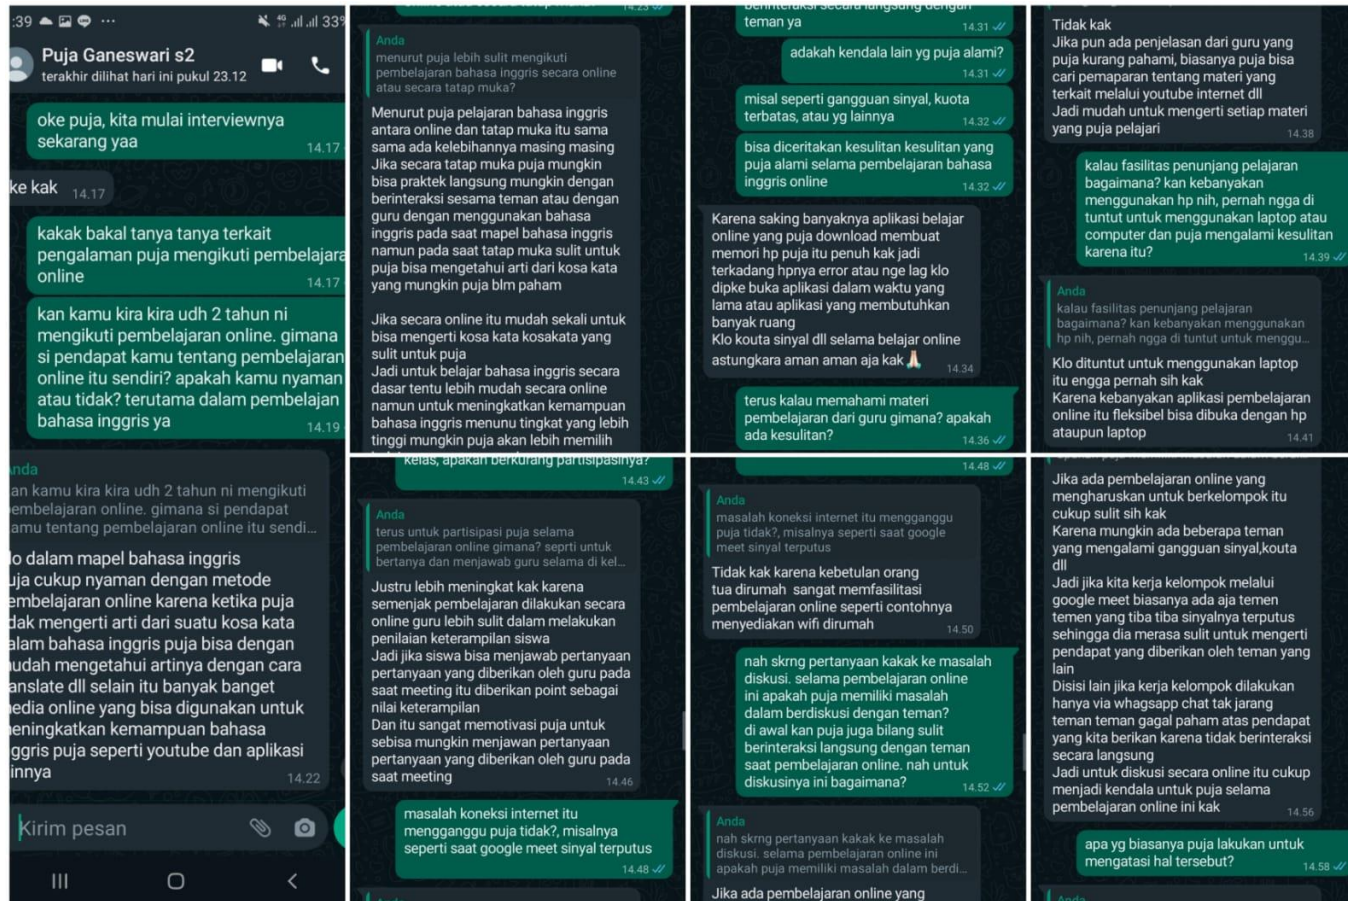 :39
33%
Puja Ganeswari s2
terakhir dilihat hari ini pukul 23.12
oke puja, kita mulai interviewnya
sekarang yaa
14.17
ke kak
14.17
kakak bakal tanya tanya terkait
pengalaman puja mengikuti pembelajara
online
14.17
kan kamu kira kira udh 2 tahun ni
mengikuti pembelajaran online. gimana
si pendapat kamu tentang pembelajaran
online itu sendiri? apakah kamu nyaman
atau tidak? terutama dalam pembelajan
bahasa inggris ya
14.19
Anda
an kamu kira kira udh 2 tahun ni mengikuti
embelajaran online. gimana si pendapat
amu tentang pembelajaran online itu sendi...
lo dalam mapel bahasa inggris
uja cukup nyaman dengan metode
embelajaran online karena ketika puja
dak mengerti arti dari suatu kosa kata
alam bahasa inggris puja bisa dengan
udah mengetahui artinya dengan cara
anslate dll selain itu banyak banget
edia online yang bisa digunakan untuk
eningkatkan kemampuan bahasa
ggris puja seperti youtube dan aplikasi
innya
14.22
Kirim pesan
14.23
Anda
menurut puja lebih sulit mengikuti
pembelajaran bahasa inggris secara online
atau secara tatap muka?
Menurut puja pelajaran bahasa inggris
antara online dan tatap muka itu sama
sama ada kelebihannya masing masing
Jika secara tatap muka puja mungkin
bisa praktek langsung mungkin dengan
berinteraksi sesama teman atau dengan
guru dengan menggunakan bahasa
inggris pada saat mapel bahasa inggris
namun pada saat tatap muka sulit untuk
puja bisa mengetahui arti dari kosa kata
yang mungkin puja blm paham
Jika secara online itu mudah sekali untuk
bisa mengerti kosa kata kosakata yang
sulit untuk puja
Jadi untuk belajar bahasa inggris secara
dasar tentu lebih mudah secara online
namun untuk meningkatkan kemampuan
bahasa inggris menunu tingkat yang lebih
tinggi mungkin puja akan lebih memilih
berinteraksi secara langsung dengan
teman ya
14.31
adakah kendala lain yg puja alami?
14.31
misal seperti gangguan sinyal, kuota
terbatas, atau yg lainnya
14.32
bisa diceritakan kesulitan kesulitan yang
puja alami selama pembelajaran bahasa
inggris online
14.32
Karena saking banyaknya aplikasi belajar
online yang puja download membuat
memori hp puja itu penuh kak jadi
terkadang hpnya error atau nge lag klo
dipke buka aplikasi dalam waktu yang
lama atau aplikasi yang membutuhkan
banyak ruang
Klo kouta sinyal dll selama belajar online
astungkara aman aman aja kak🙏🏻
14.34
terus kalau memahami materi
pembelajaran dari guru gimana? apakah
ada kesulitan?
14.36
Tidak kak
Jika pun ada penjelasan dari guru yang
puja kurang pahami, biasanya puja bisa
cari pemaparan tentang materi yang
terkait melalui youtube internet dll
Jadi mudah untuk mengerti setiap materi
yang puja pelajari
14.38
kalau fasilitas penunjang pelajaran
bagaimana? kan kebanyakan
menggunakan hp nih, pernah ngga di
tuntut untuk menggunakan laptop atau
computer dan puja mengalami kesulitan
karena itu?
14.39
Anda
kalau fasilitas penunjang pelajaran
bagaimana? kan kebanyakan menggunakan
hp nih, pernah ngga di tuntut untuk menggu...
Klo dituntut untuk menggunakan laptop
itu engga pernah sih kak
Karena kebanyakan aplikasi pembelajaran
online itu fleksibel bisa dibuka dengan hp
ataupun laptop
14.41
kelas, apakah berkurang partisipasinya?
14.43
Anda
terus untuk partisipasi puja selama
pembelajaran online gimana? seprti untuk
bertanya dan menjawab guru selama di kel...
Justru lebih meningkat kak karena
semenjak pembelajaran dilakukan secara
online guru lebih sulit dalam melakukan
penilaian keterampilan siswa
Jadi jika siswa bisa menjawab pertanyaan
pertanyaan yang diberikan oleh guru pada
saat meeting itu diberikan point sebagai
nilai keterampilan
Dan itu sangat memotivasi puja untuk
sebisa mungkin menjawan pertanyaan
pertanyaan yang diberikan oleh guru pada
saat meeting
14.46
masalah koneksi internet itu
mengganggu puja tidak?, misalnya
seperti saat google meet sinyal terputus
14.48
14.48
Anda
masalah koneksi internet itu mengganggu
puja tidak?, misalnya seperti saat google
meet sinyal terputus
Tidak kak karena kebetulan orang
tua dirumah  sangat memfasilitasi
pembelajaran online seperti contohnya
menyediakan wifi dirumah
14.50
nah skrng pertanyaan kakak ke masalah
diskusi. selama pembelajaran online
ini apakah puja memiliki masalah
dalam berdiskusi dengan teman?
di awal kan puja juga bilang sulit
berinteraksi langsung dengan teman
saat pembelajaran online. nah untuk
diskusinya ini bagaimana?
14.52
Anda
nah skrng pertanyaan kakak ke masalah
diskusi. selama pembelajaran online ini
apakah puja memiliki masalah dalam berdi...
Jika ada pembelajaran online yang
Jika ada pembelajaran online yang
mengharuskan untuk berkelompok itu
cukup sulit sih kak
Karena mungkin ada beberapa teman
yang mengalami gangguan sinyal,kouta
dll
Jadi jika kita kerja kelompok melalui
google meet biasanya ada aja temen
temen yang tiba tiba sinyalnya terputus
sehingga dia merasa sulit untuk mengerti
pendapat yang diberikan oleh teman yang
lain
Disisi lain jika kerja kelompok dilakukan
hanya via whagsapp chat tak jarang
teman teman gagal paham atas pendapat
yang kita berikan karena tidak berinteraksi
secara langsung
Jadi untuk diskusi secara online itu cukup
menjadi kendala untuk puja selama
pembelajaran online ini kak
14.56
apa yg biasanya puja lakukan untuk
mengatasi hal tersebut?
14.58
Anda